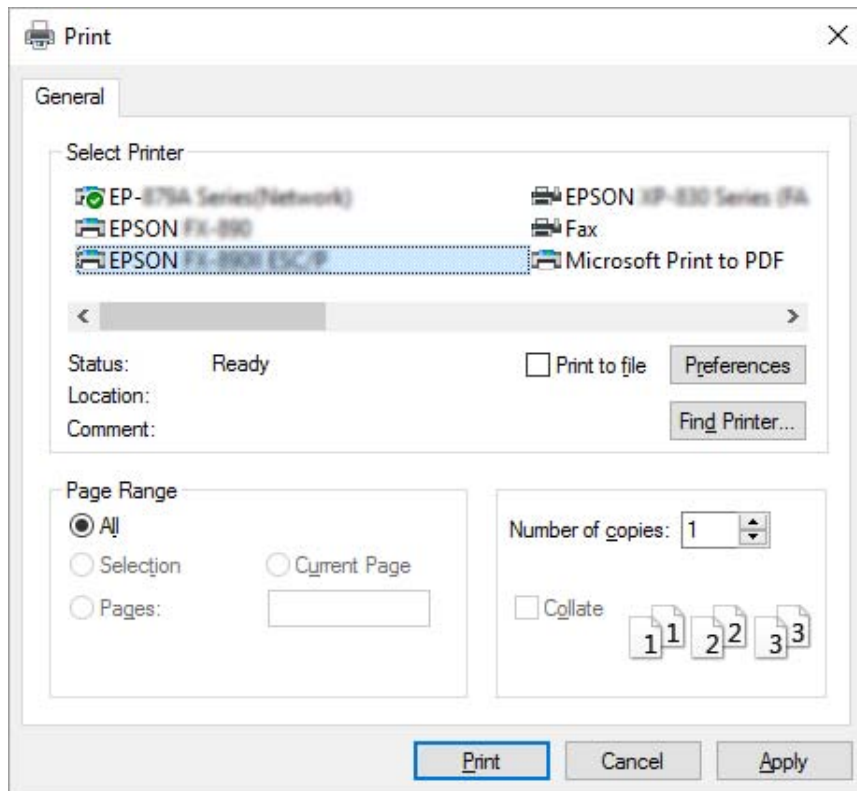 Print
General
Select Printer
EP-
EPSON
EPSON
EPSON
Fax
Microsoft Print to PDF
Status: Ready
Location:
Comment:
Print to file
Preferences
Find Printer...
Page Range
All
Selection
Current Page
Pages:
Number of copies: 1
Collate
1 1 2 2 3 3
Print
Cancel
Apply